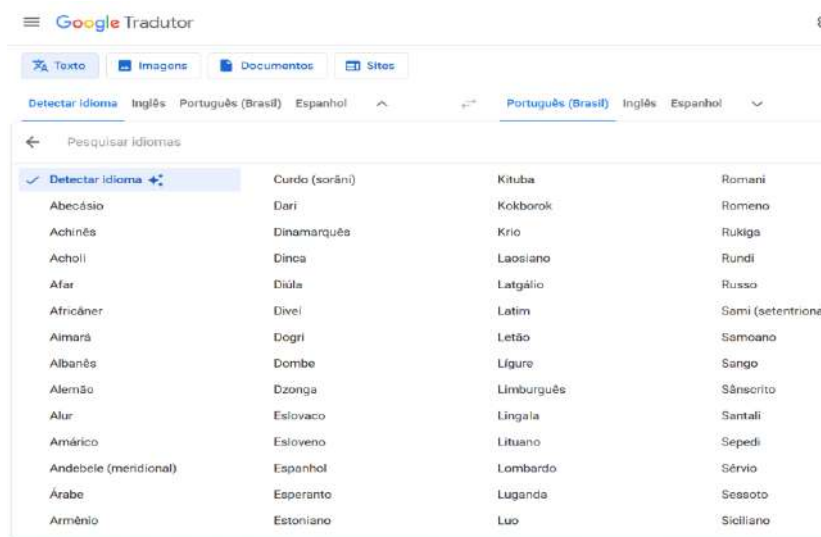 Google Tradutor
Texto Imagens Documentos Sites
Detectar idioma Inglês Português (Brasil) Espanhol Português (Brasil) Inglês Espanhol
Pesquisar idiomas
Detectar idioma Curdo (sorâni) Kituba Romani
Abecásio Dari Kokborok Romeno
Achinês Dinamarquês Krio Rukiga
Acholi Dinca Laosiano Rundi
Afar Diúla Latgálio Russo
Africâner Divei Latim Sami (setentriona
Aimará Dogri Letão Samoano
Albanês Dombe Lígure Sango
Alemão Dzonga Limburguês Sânscrito
Alur Eslovaco Lingala Santali
Amárico Esloveno Lituano Sepedi
Andebele (meridional) Espanhol Lombardo Sérvio
Árabe Esperanto Luganda Sessoto
Armênio Estoniano Luo Siciliano